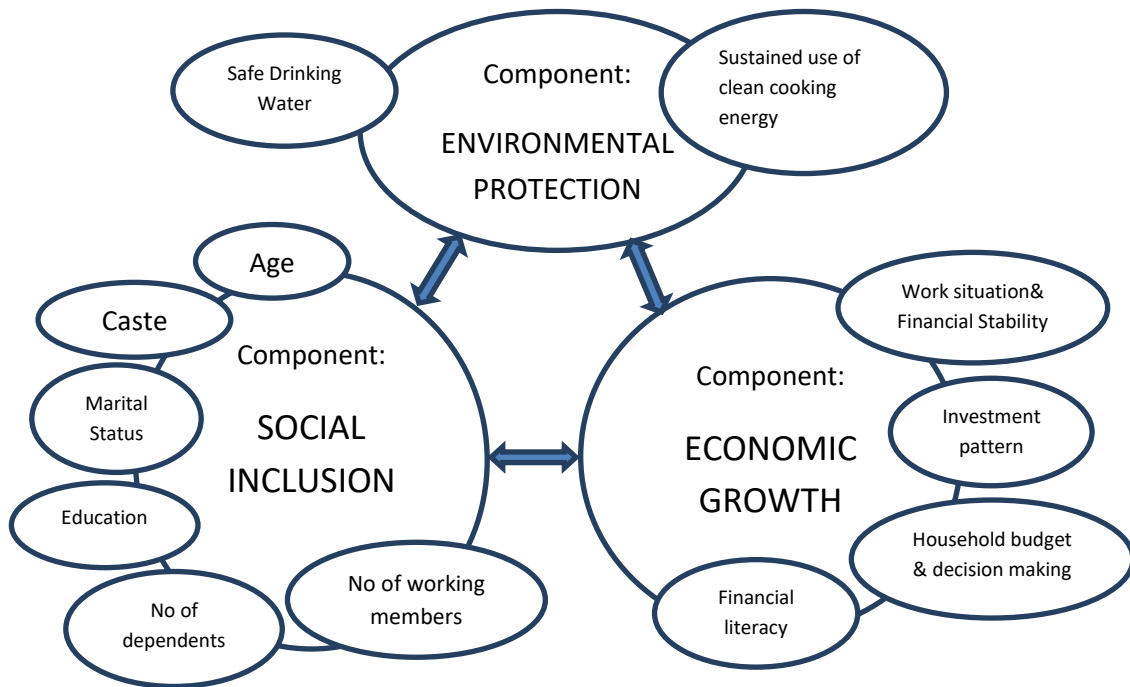 Safe Drinking
Water
Component:
ENVIRONMENTAL
PROTECTION
Sustained use of
clean cooking
energy
Age
Caste
Marital
Status
Education
No of
dependents
No of working
members
Component:
SOCIAL
INCLUSION
Component:
ECONOMIC
GROWTH
Work situation&
Financial Stability
Investment
pattern
Household budget
& decision making
Financial
literacy